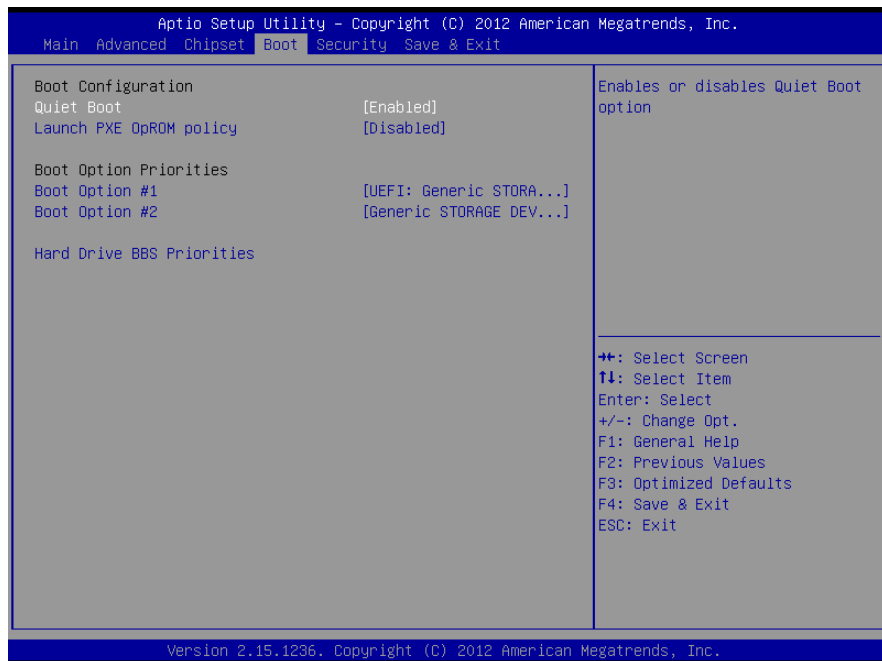 Aptio Setup Utility – Copyright (C) 2012 American Megatrends, Inc.
Main Advanced Chipset Boot Security Save & Exit
Boot Configuration
Quiet Boot [Enabled]
Launch PXE OpROM policy [Disabled]
Boot Option Priorities
Boot Option #1 [UEFI: Generic STORA...]
Boot Option #2 [Generic STORAGE DEV...]
Hard Drive BBS Priorities
Enables or disables Quiet Boot
option
→←: Select Screen
↑↓: Select Item
Enter: Select
+/-: Change Opt.
F1: General Help
F2: Previous Values
F3: Optimized Defaults
F4: Save & Exit
ESC: Exit
Version 2.15.1236. Copyright (C) 2012 American Megatrends, Inc.